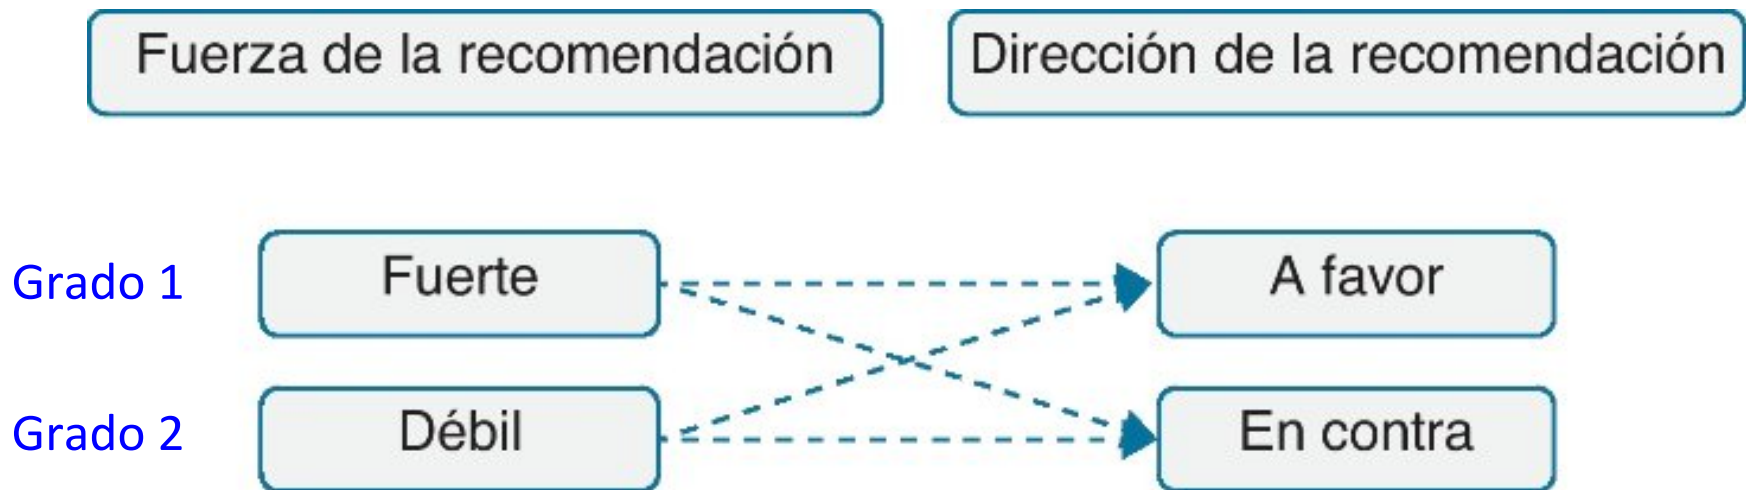 Fuerza de la recomendación
Dirección de la recomendación
Grado 1
Fuerte
A favor
Grado 2
Débil
En contra